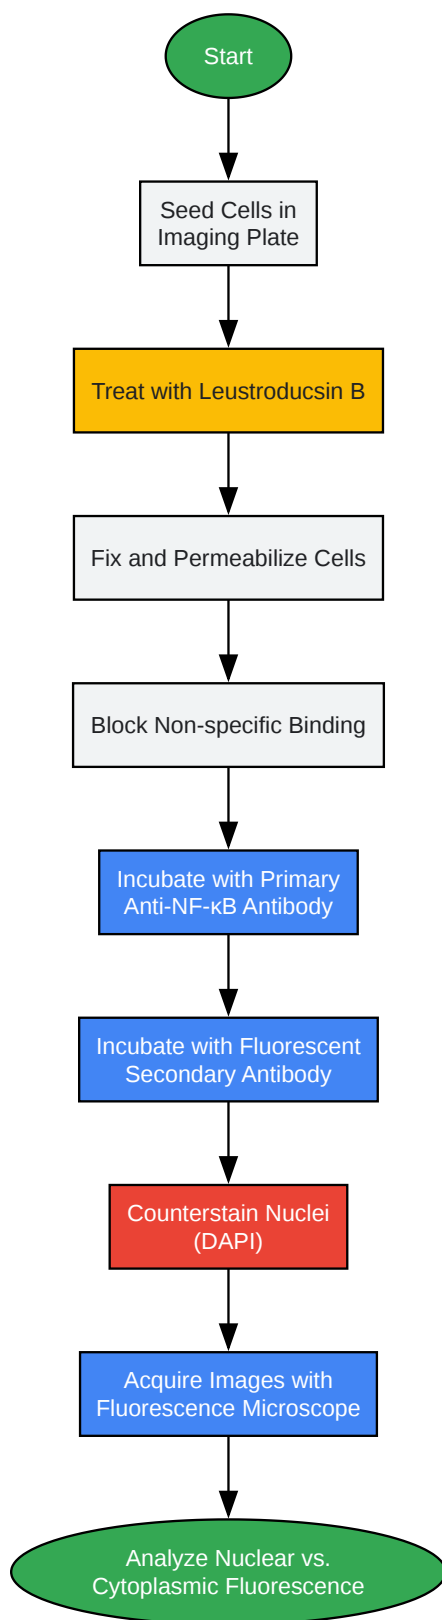 Start
Seed Cells in
Imaging Plate
Treat with Leustroducsin B
Fix and Permeabilize Cells
Block Non-specific Binding
Incubate with Primary
Anti-NF-κB Antibody
Incubate with Fluorescent
Secondary Antibody
Counterstain Nuclei
(DAPI)
Acquire Images with
Fluorescence Microscope
Analyze Nuclear vs.
Cytoplasmic Fluorescence